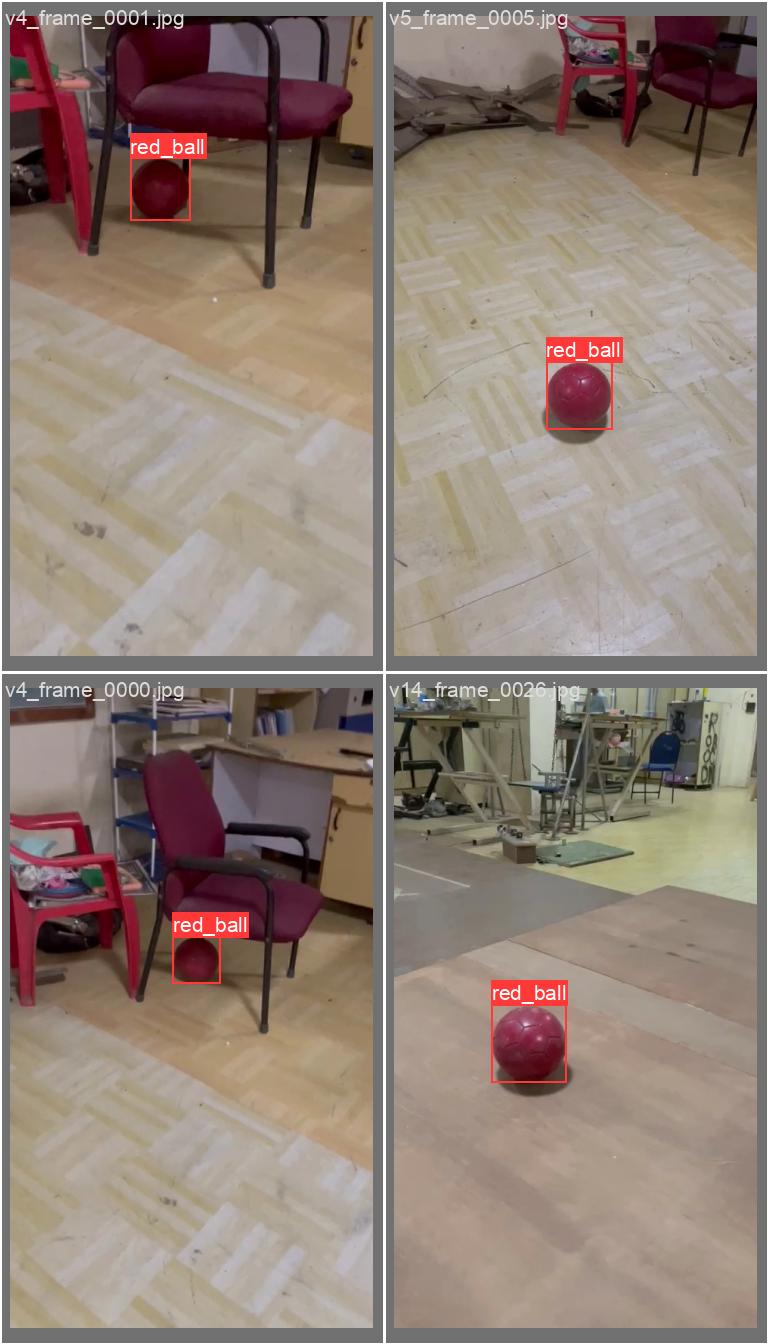 v4_frame_0001.jpg
red_ball
v5_frame_0005.jpg
red_ball
v4_frame_0000.jpg
red_ball
v14_frame_0026.jpg
red_ball